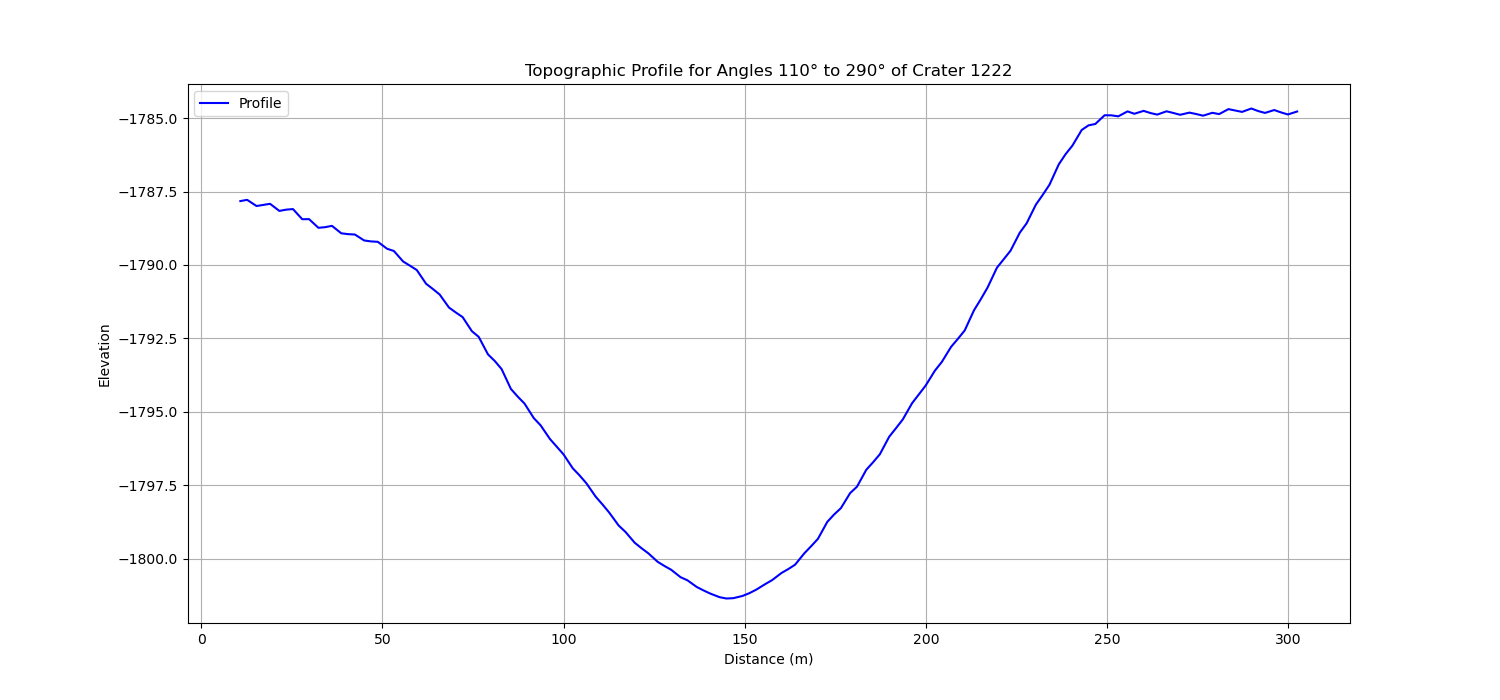 Topographic Profile for Angles 110° to 290° of Crater 1222
Profile
−1785.0
−1787.5
−1790.0
−1792.5
−1795.0
−1797.5
−1800.0
Elevation
0 50 100 150 200 250 300
Distance (m)